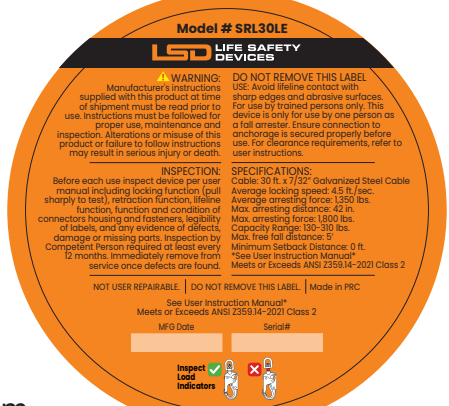 Model # SRL30LE
LSD LIFE SAFETY
DEVICES
WARNING:
Manufacturer's instructions
supplied with this product at time
of shipment must be read prior to
use. Instructions must be followed for
proper use, maintenance and
inspection. Alterations or misuse of this
product or failure to follow instructions
may result in serious injury or death.
DO NOT REMOVE THIS LABEL
USE: Avoid lifeline contact with
sharp edges and abrasive surfaces.
For use by trained persons only. This
device is only for use by one person as
a fall arrester. Ensure connection to
anchorage is secured properly before
use. For clearance requirements, refer to
user instructions.
INSPECTION:
Before each use inspect device per user
manual including locking function (pull
sharply to test), retraction function, lifeline
function, function and condition of
connectors housing and fasteners, legibility
of labels, and any evidence of defects,
damage or missing parts. Inspection by
Competent Person required at least every
12 months. Immediately remove from
service once defects are found.
SPECIFICATIONS:
Cable: 30 ft. x 7/32" Galvanized Steel Cable
Average locking speed: 4.5 ft./sec.
Average arresting force: 1,350 lbs.
Max. arresting distance: 42 in.
Max. arresting force: 1,800 lbs.
Capacity Range: 130-310 lbs.
Max. free fall distance: 5'
Minimum Setback Distance: 0 ft.
*See User Instruction Manual*
Meets or Exceeds ANSI Z359.14-2021 Class 2
NOT USER REPAIRABLE. | DO NOT REMOVE THIS LABEL. | Made in PRC
See User Instruction Manual*
Meets or Exceeds ANSI Z359.14-2021 Class 2
MFG Date Serial#
Inspect
Load
Indicators